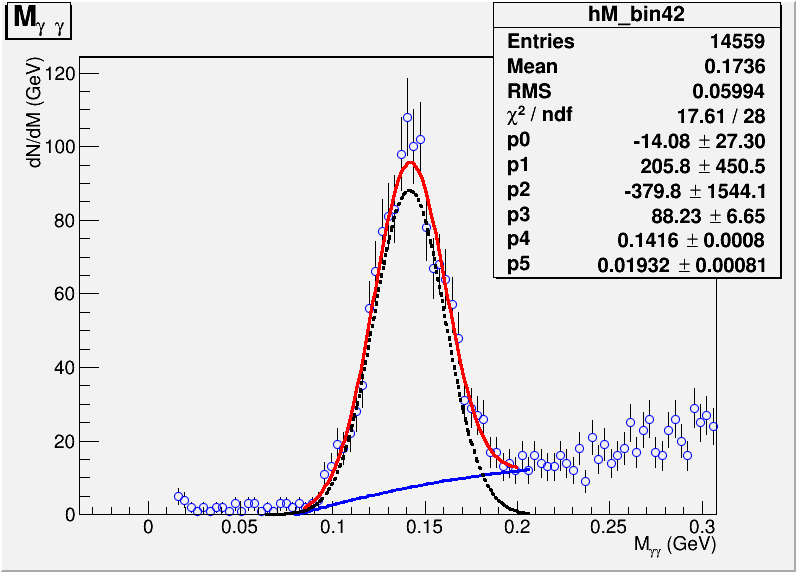 Mγ γ
hM_bin42
Entries 14559
Mean 0.1736
RMS 0.05994
χ² / ndf 17.61 / 28
p0 -14.08 ± 27.30
p1 205.8 ± 450.5
p2 -379.8 ± 1544.1
p3 88.23 ± 6.65
p4 0.1416 ± 0.0008
p5 0.01932 ± 0.00081
dN/dM (GeV)
120
100
80
60
40
20
0
0 0.05 0.1 0.15 0.2 0.25 0.3
Mγγ (GeV)